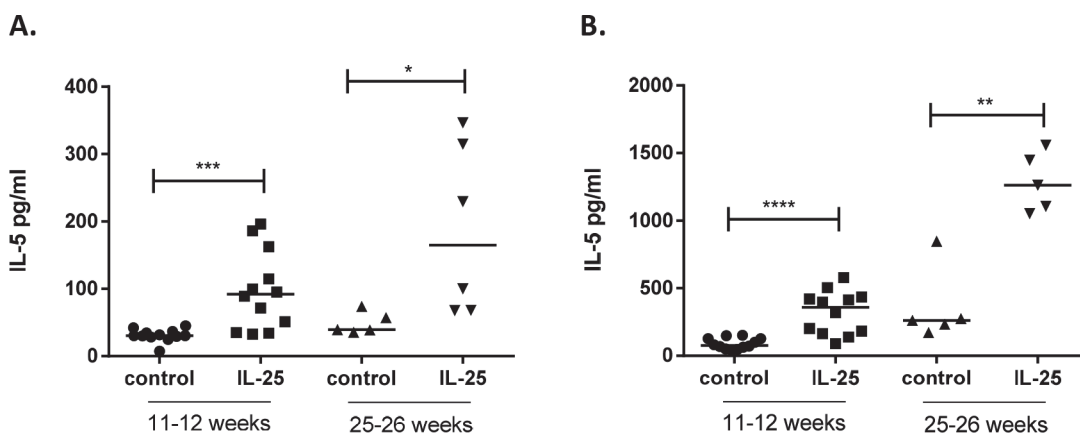 A.
IL-5 pg/ml
400
300
200
100
0
***
*
control IL-25 control IL-25
11-12 weeks 25-26 weeks
B.
IL-5 pg/ml
2000
1500
1000
500
0
****
**
control IL-25 control IL-25
11-12 weeks 25-26 weeks